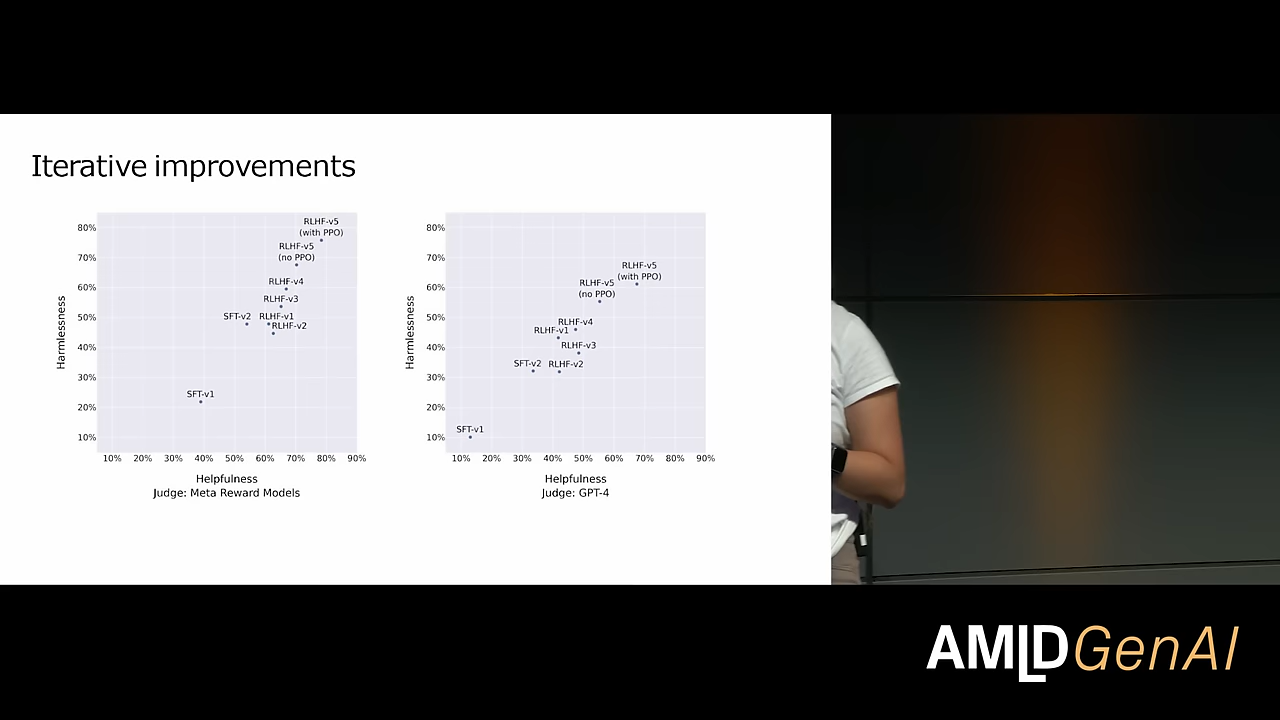 Iterative improvements
80%
70%
60%
50%
40%
30%
20%
10%
Harmlessness
RLHF-v5
(with PPO)
RLHF-v5
(no PPO)
RLHF-v4
RLHF-v3
SFT-v2
RLHF-v1
RLHF-v2
SFT-v1
10% 20% 30% 40% 50% 60% 70% 80% 90%
Helpfulness
Judge: Meta Reward Models
80%
70%
60%
50%
40%
30%
20%
10%
Harmlessness
RLHF-v5
(with PPO)
RLHF-v5
(no PPO)
RLHF-v4
RLHF-v1
RLHF-v3
SFT-v2
RLHF-v2
SFT-v1
10% 20% 30% 40% 50% 60% 70% 80% 90%
Helpfulness
Judge: GPT-4
AMLD GenAI